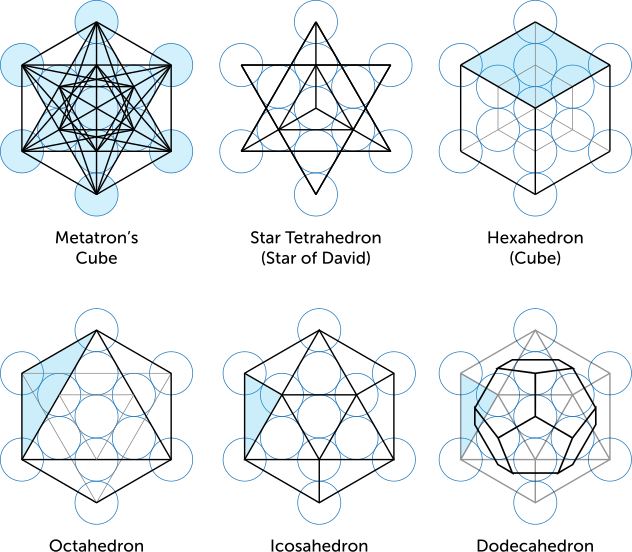 Metatron's
Cube
Star Tetrahedron
(Star of David)
Hexahedron
(Cube)
Octahedron
Icosahedron
Dodecahedron